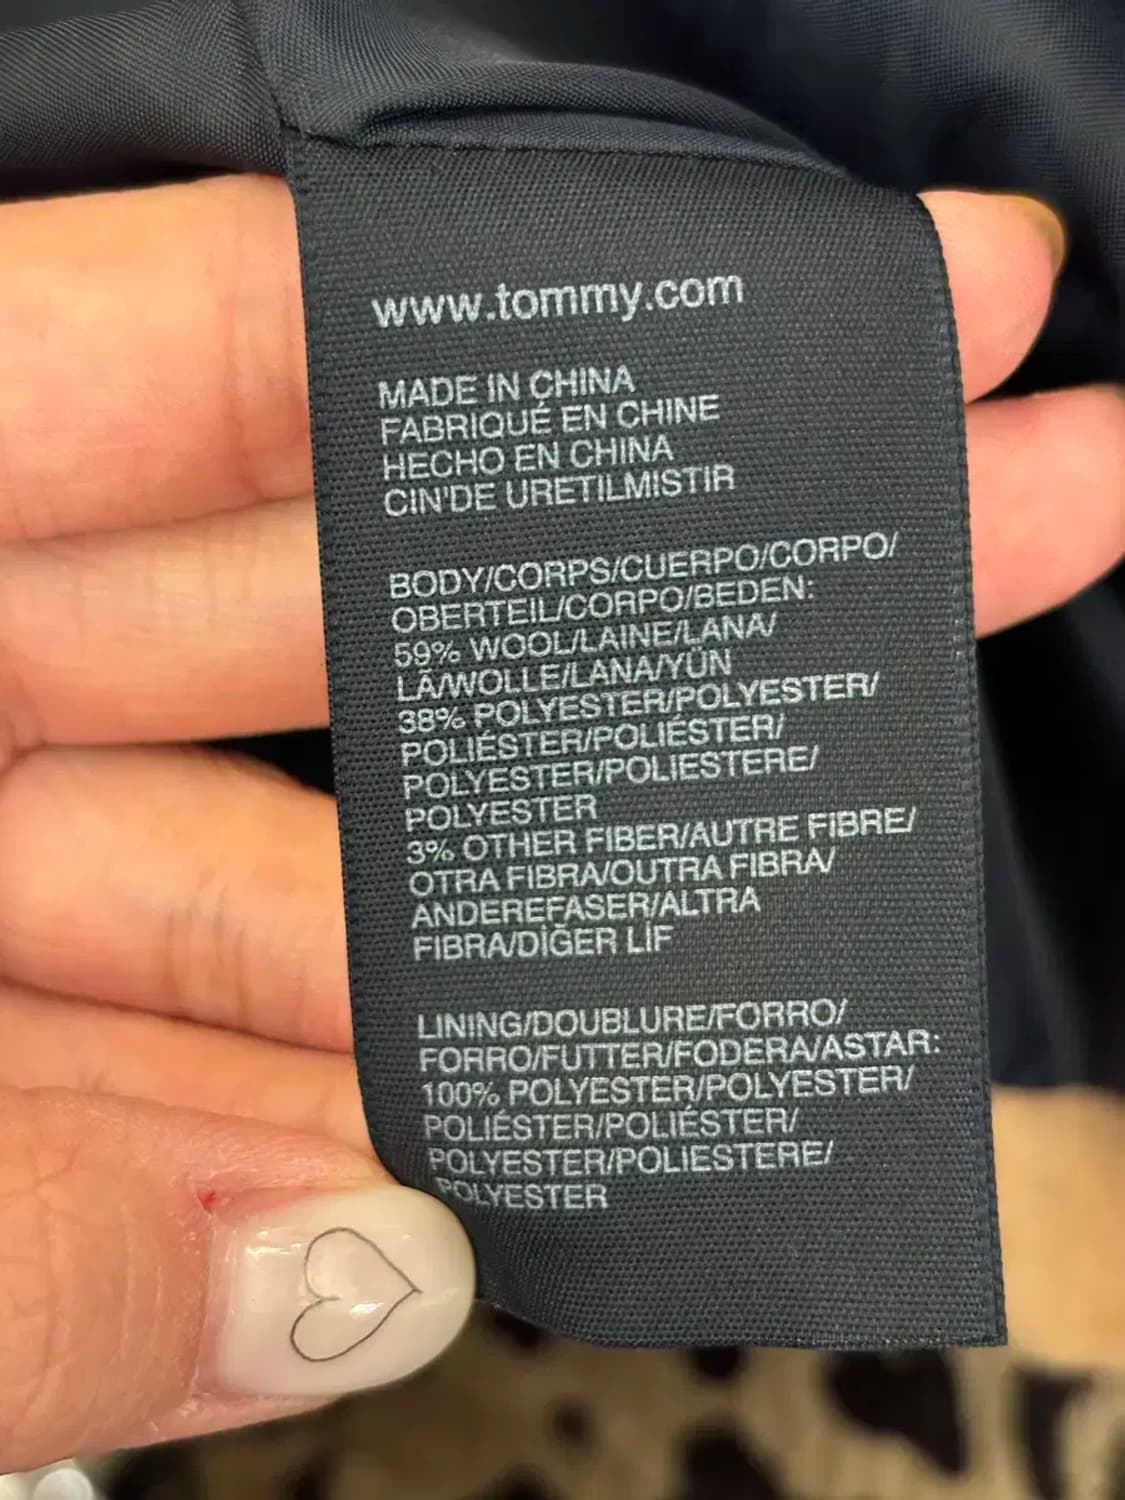 www.tommy.com
MADE IN CHINA
FABRIQUÉ EN CHINE
HECHO EN CHINA
CIN'DE URETILMISTIR
BODY/CORPS/CUERPO/CORPO/
OBERTEIL/CORPO/BEDEN:
59% WOOL/LAINE/LANA/
LÃ/WOLLE/LANA/YÜN
38% POLYESTER/POLYESTER/
POLIÉSTER/POLIÉSTER/
POLYESTER/POLIESTERE/
POLYESTER
3% OTHER FIBER/AUTRE FIBRE/
OTRA FIBRA/OUTRA FIBRA/
ANDEREFASER/ALTRA
FIBRA/DİĞER LİF
LINING/DOUBLURE/FORRO/
FORRO/FUTTER/FODERA/ASTAR:
100% POLYESTER/POLYESTER/
POLIÉSTER/POLIÉSTER/
POLYESTER/POLIESTERE/
POLYESTER